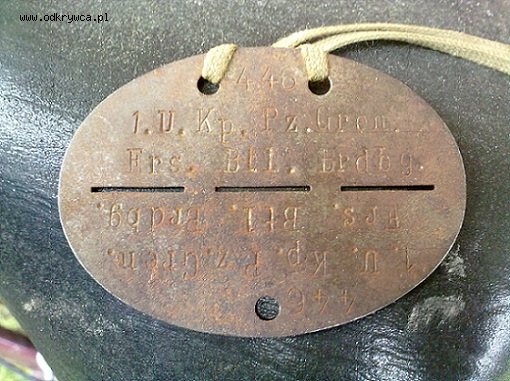 www.odkrywca.pl
446
1. U. Kp. Pz. Gren.
Ers. Btl. Brdbg.
Ers. Btl. Brdbg.
1. U. Kp. Pz. Gren.
446